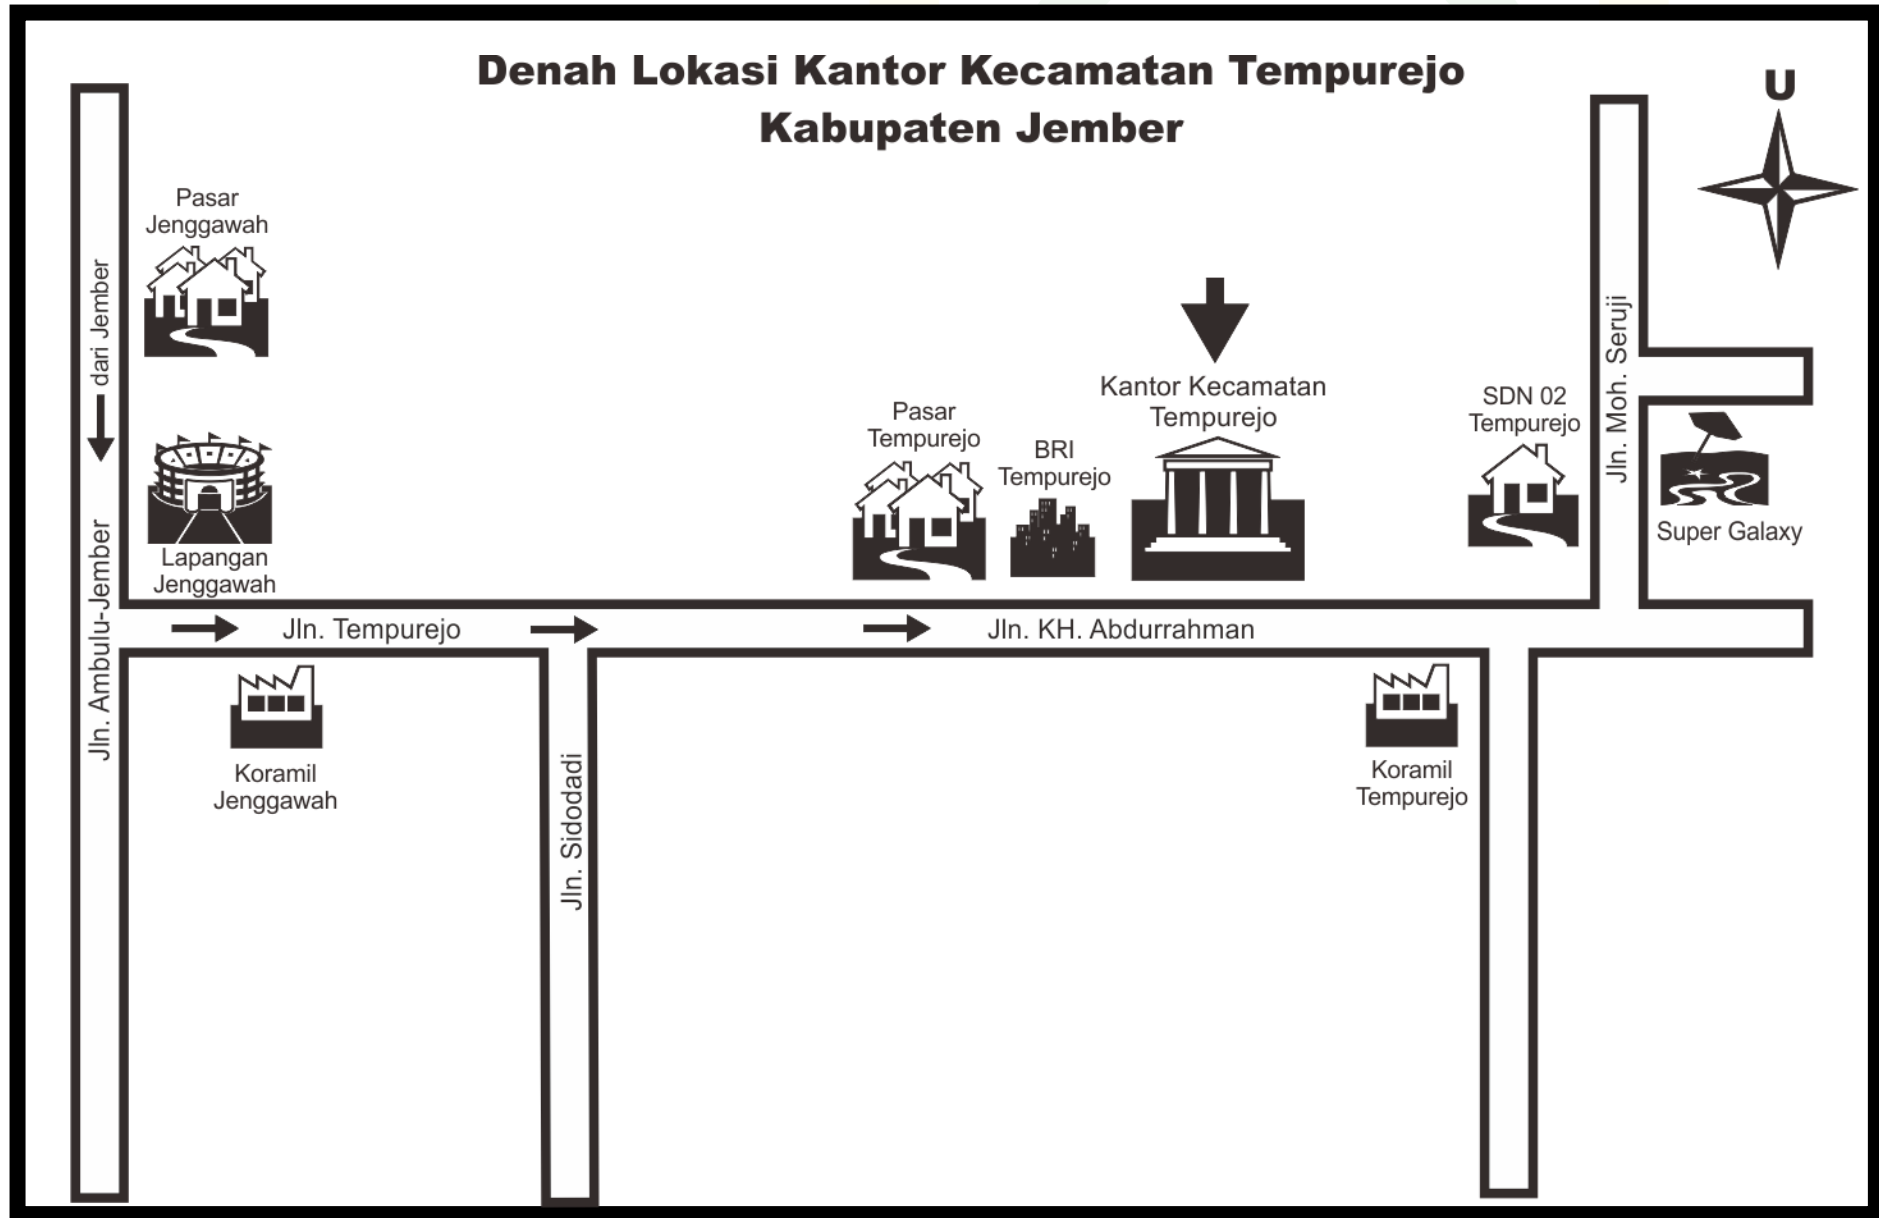 Denah Lokasi Kantor Kecamatan Tempurejo
Kabupaten Jember
U
Pasar
Jenggawah
dari Jember
Lapangan
Jenggawah
Jln. Ambulu-Jember
Pasar
Tempurejo
BRI
Tempurejo
Kantor Kecamatan
Tempurejo
SDN 02
Tempurejo
Jln. Moh. Seruji
Super Galaxy
Jln. Tempurejo
Jln. KH. Abdurrahman
Koramil
Jenggawah
Jln. Sidodadi
Koramil
Tempurejo